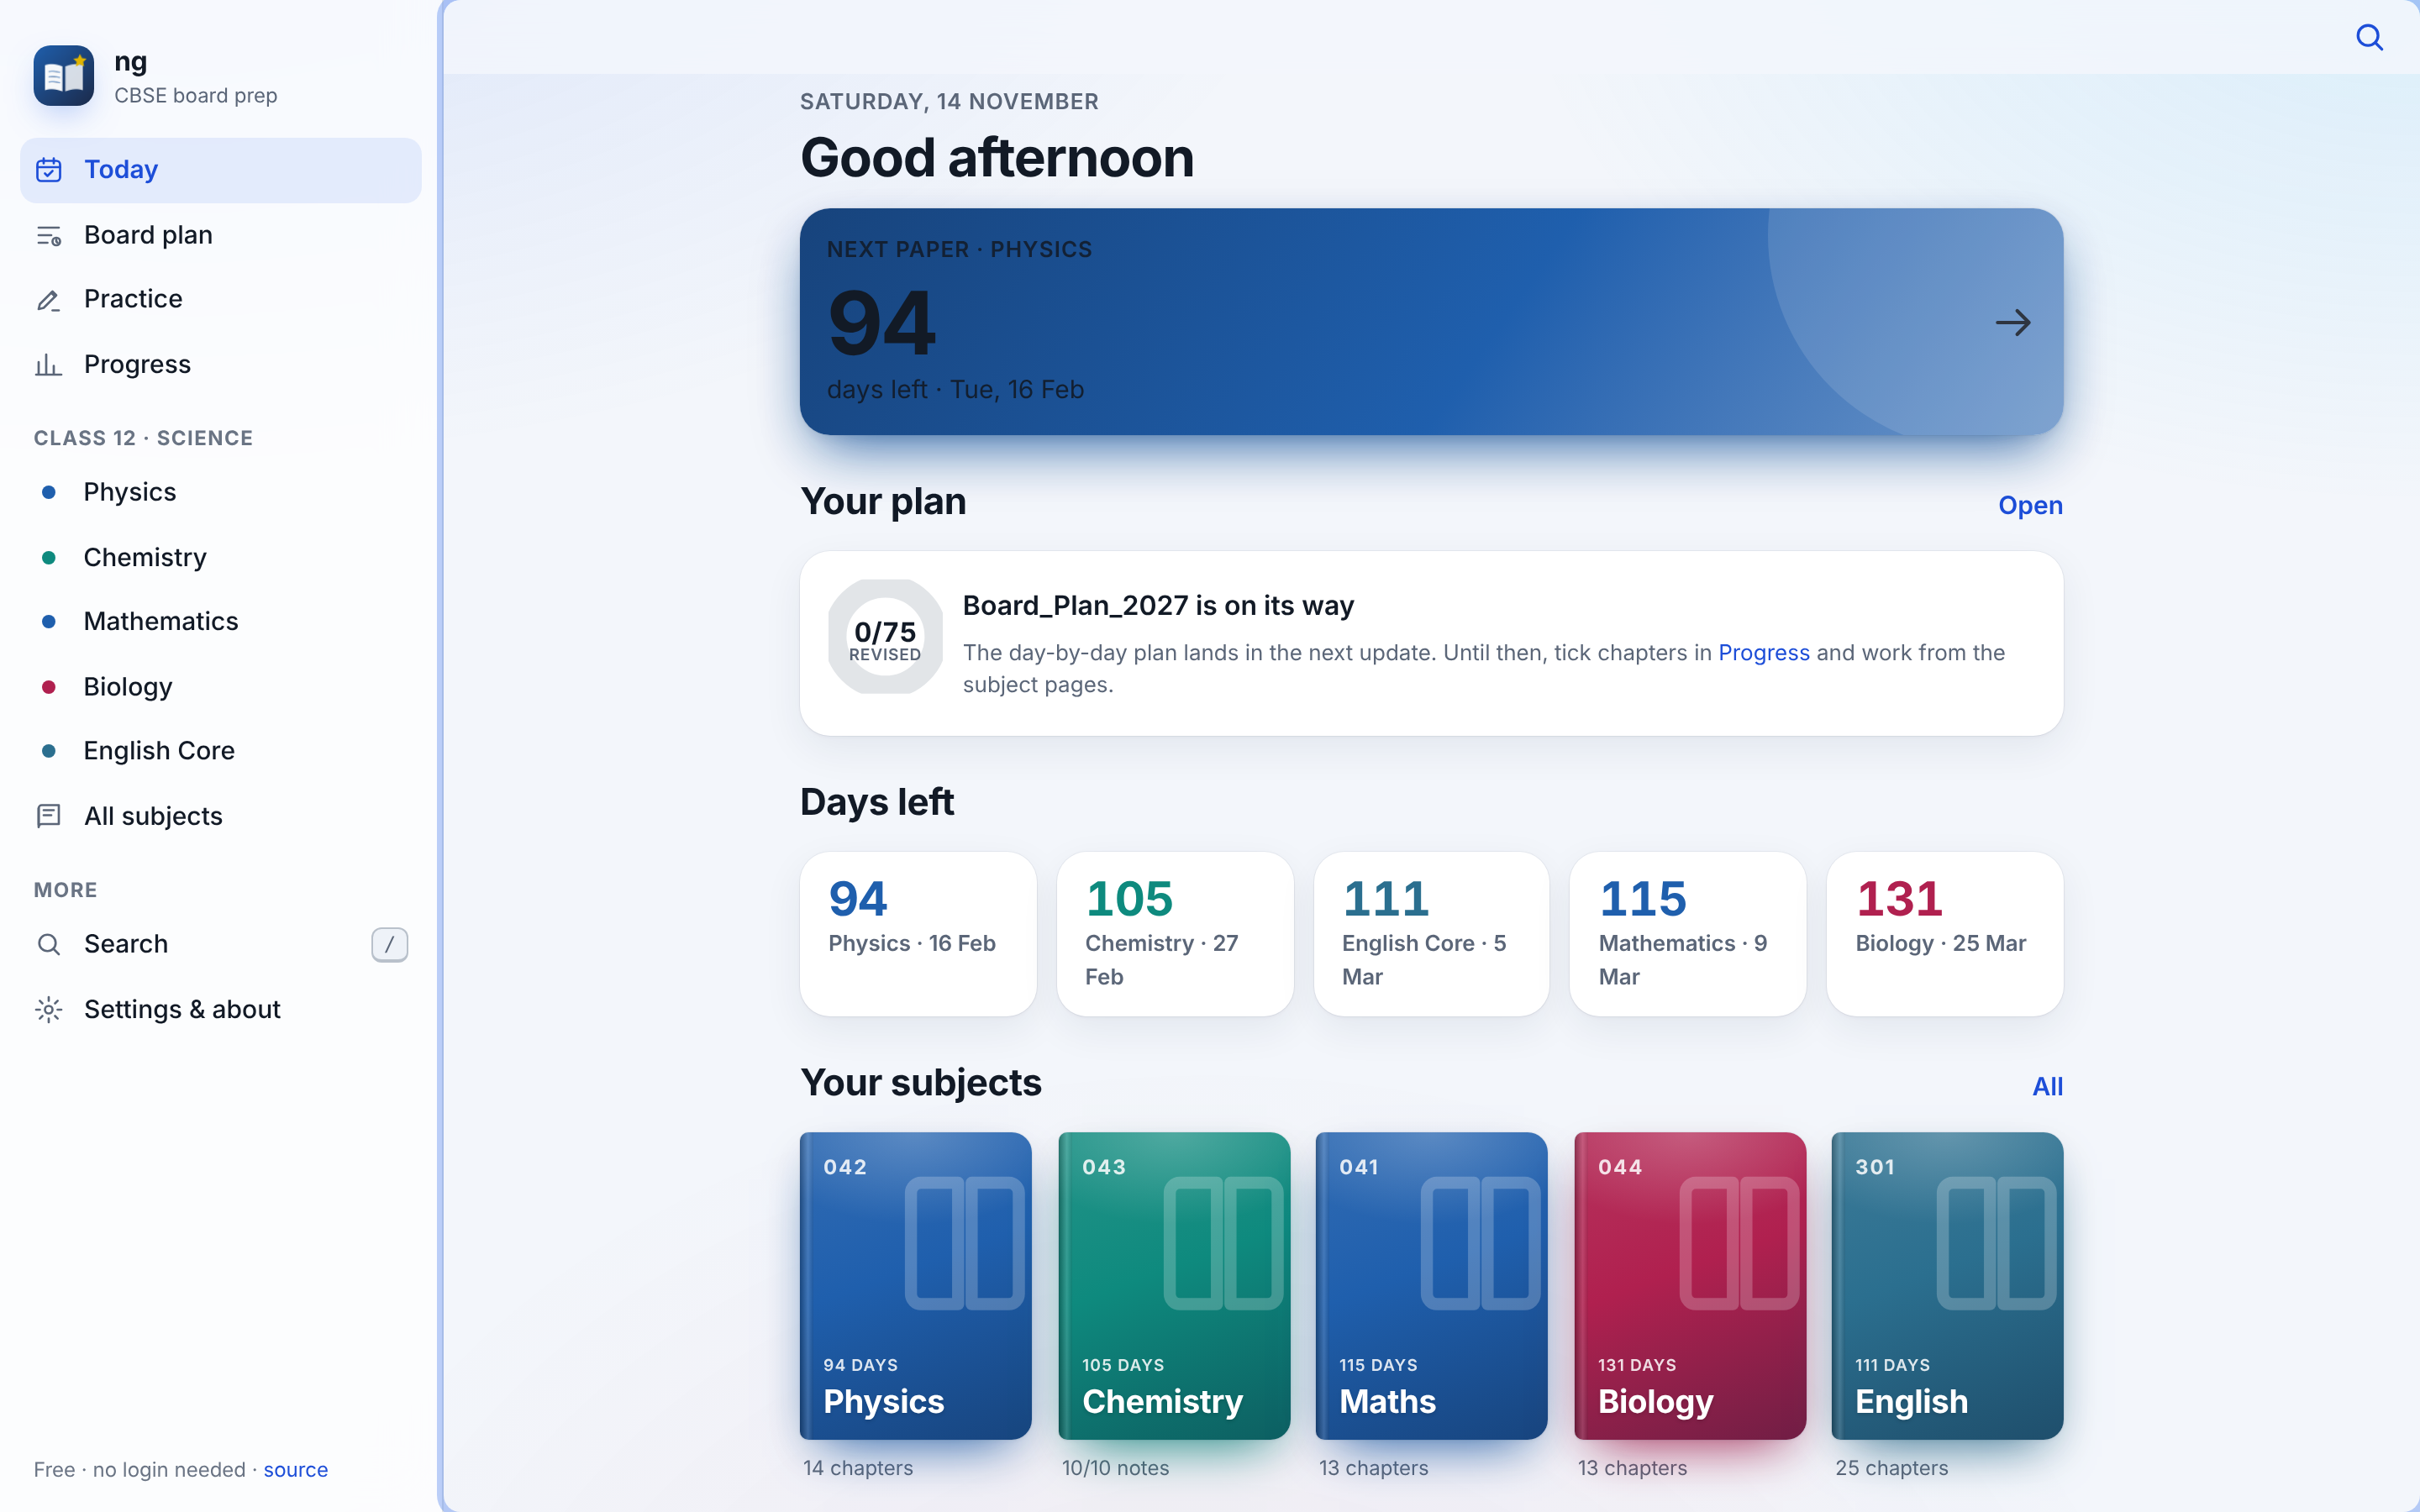 ng
CBSE board prep
Today
Board plan
Practice
Progress
CLASS 12 · SCIENCE
Physics
Chemistry
Mathematics
Biology
English Core
All subjects
MORE
Search
/
Settings & about
Free · no login needed · source
SATURDAY, 14 NOVEMBER
Good afternoon
NEXT PAPER · PHYSICS
94
days left · Tue, 16 Feb
Your plan
Open
0/75
REVISED
Board_Plan_2027 is on its way
The day-by-day plan lands in the next update. Until then, tick chapters in Progress and work from the
subject pages.
Days left
94
Physics · 16 Feb
105
Chemistry · 27
Feb
111
English Core · 5
Mar
115
Mathematics · 9
Mar
131
Biology · 25 Mar
Your subjects
All
042
94 DAYS
Physics
14 chapters
043
105 DAYS
Chemistry
10/10 notes
041
115 DAYS
Maths
13 chapters
044
131 DAYS
Biology
13 chapters
301
111 DAYS
English
25 chapters